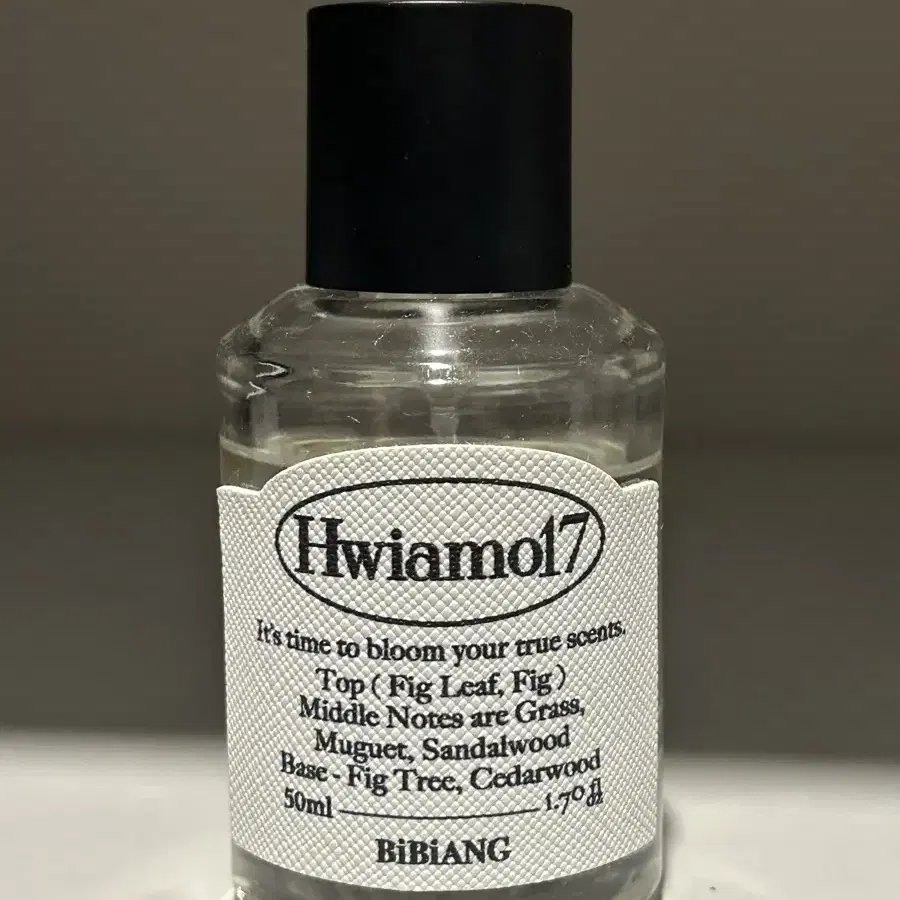 Hwiamo17
It's time to bloom your true scents.
Top ( Fig Leaf, Fig )
Middle Notes are Grass,
Muguet, Sandalwood
Base - Fig Tree, Cedarwood
50ml 1.70 fl oz
BiBiANG